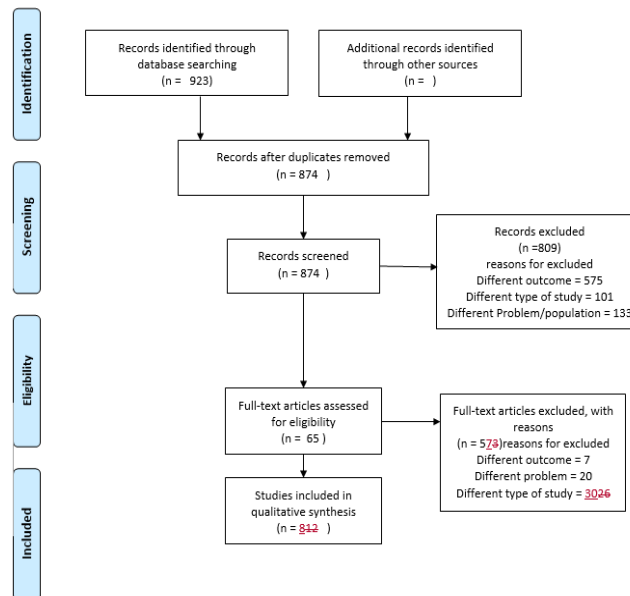 Identification
Records identified through
database searching
(n = 923)
Additional records identified
through other sources
(n = )
Records after duplicates removed
(n = 874 )
Screening
Records screened
(n = 874 )
Records excluded
(n =809)
reasons for excluded
Different outcome = 575
Different type of study = 101
Different Problem/population = 133
Eligibility
Full-text articles assessed
for eligibility
(n = 65 )
Full-text articles excluded, with
reasons
(n = 573)reasons for excluded
Different outcome = 7
Different problem = 20
Different type of study = 3026
Included
Studies included in
qualitative synthesis
(n = 812 )